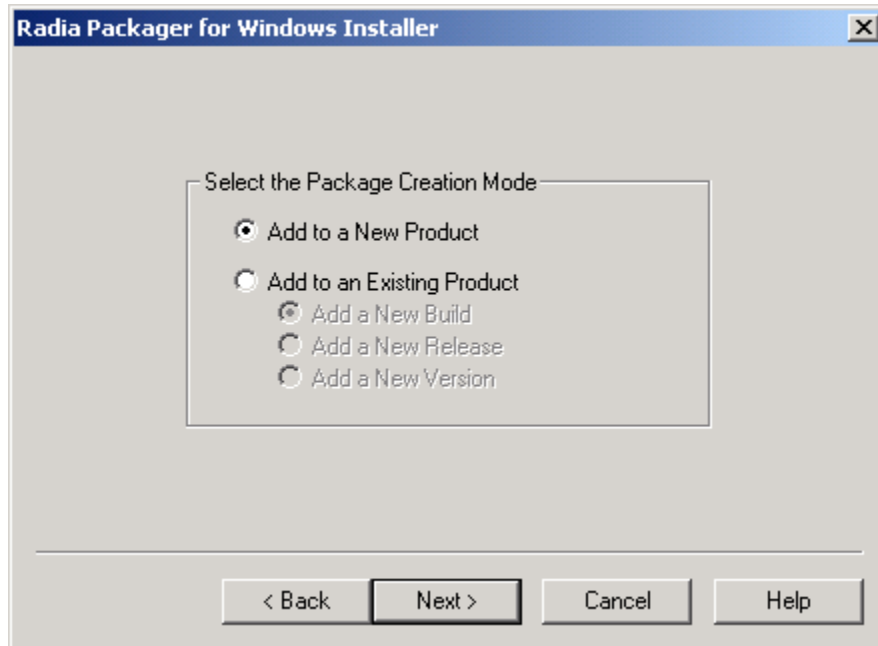 Radia Packager for Windows Installer
Select the Package Creation Mode
Add to a New Product
Add to an Existing Product
Add a New Build
Add a New Release
Add a New Version
< Back Next > Cancel Help